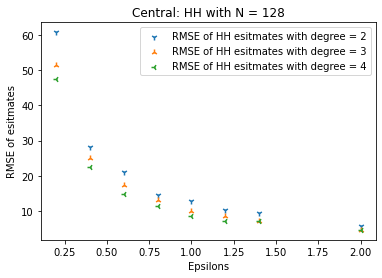 Central: HH with N = 128
RMSE of HH esitmates with degree = 2
RMSE of HH esitmates with degree = 3
RMSE of HH esitmates with degree = 4
RMSE of esitmates
60
50
40
30
20
10
0.25 0.50 0.75 1.00 1.25 1.50 1.75 2.00
Epsilons